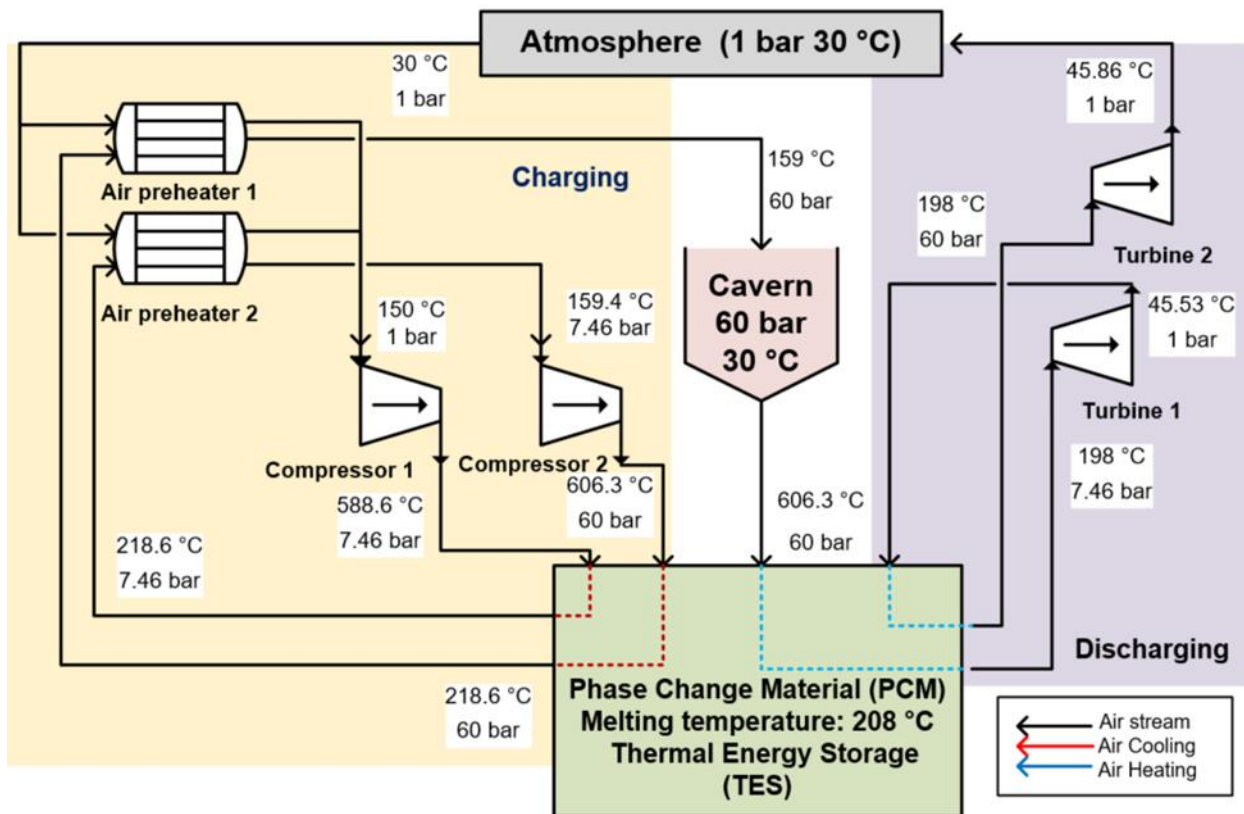 Atmosphere (1 bar 30 °C)
30 °C
1 bar
45.86 °C
1 bar
Air preheater 1
Charging
159 °C
60 bar
198 °C
60 bar
Turbine 2
Air preheater 2
150 °C
1 bar
159.4 °C
7.46 bar
Cavern
60 bar
30 °C
45.53 °C
1 bar
Turbine 1
Compressor 1
Compressor 2
198 °C
7.46 bar
588.6 °C
7.46 bar
606.3 °C
60 bar
606.3 °C
60 bar
218.6 °C
7.46 bar
Discharging
218.6 °C
60 bar
Phase Change Material (PCM)
Melting temperature: 208 °C
Thermal Energy Storage
(TES)
Air stream
Air Cooling
Air Heating